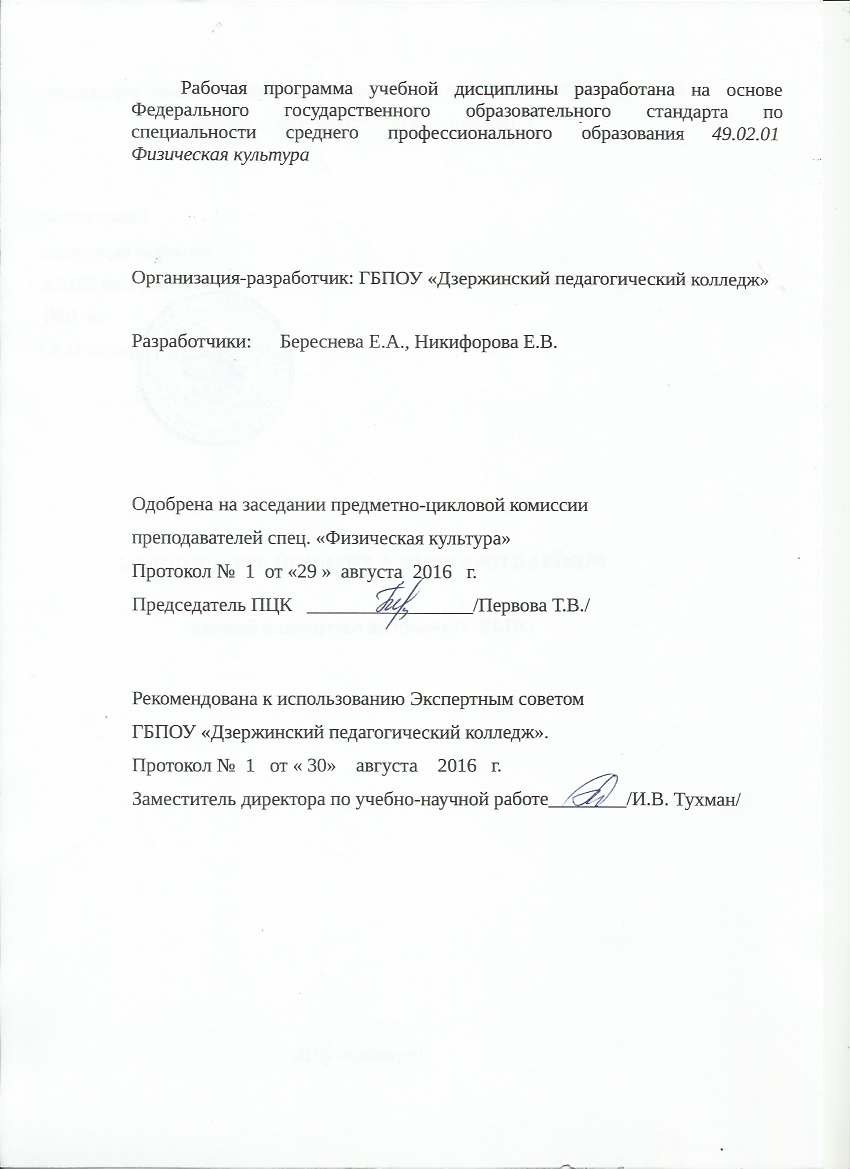 Рабочая программа учебной дисциплины разработана на основе
Федерального государственного образовательного стандарта по
специальности среднего профессионального образования 49.02.01
Физическая культура
Организация-разработчик: ГБПОУ «Дзержинский педагогический колледж»
Разработчики: Береснева Е.А., Никифорова Е.В.
Одобрена на заседании предметно-цикловой комиссии
преподавателей спец. «Физическая культура»
Протокол № 1 от «29 » августа 2016 г.
Председатель ПЦК _________________/Первова Т.В./
Рекомендована к использованию Экспертным советом
ГБПОУ «Дзержинский педагогический колледж».
Протокол № 1 от « 30» августа 2016 г.
Заместитель директора по учебно-научной работе________/И.В. Тухман/